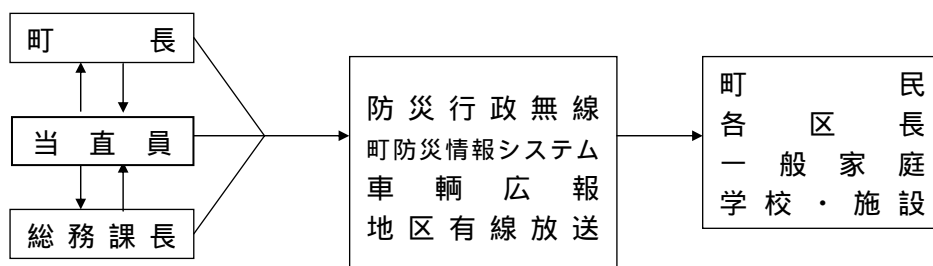 町長
当直員
総務課長
防災行政無線
町防災情報システム
車輌広報
地区有線放送
町民
各区長
一般家庭
学校・施設